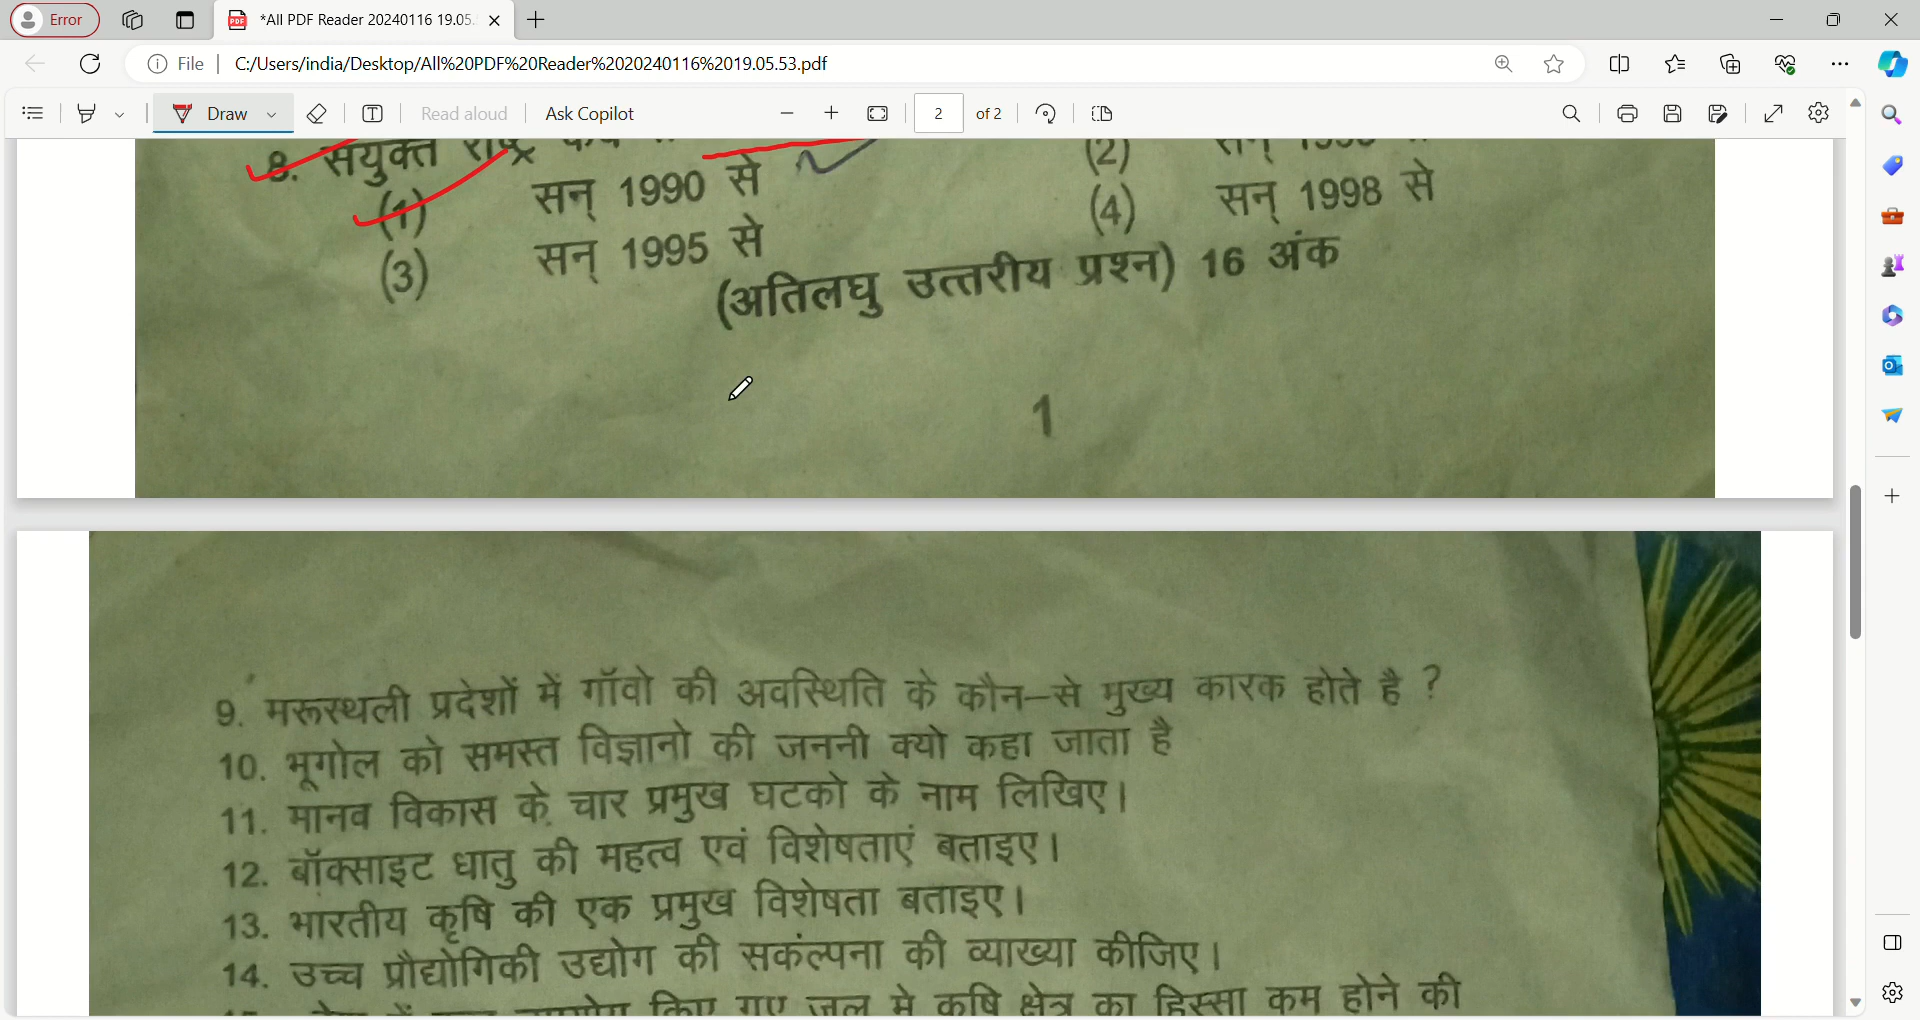 Error
*All PDF Reader 20240116 19.05.
File
C:/Users/india/Desktop/All%20PDF%20Reader%2020240116%2019.05.53.pdf
Draw
Read aloud
Ask Copilot
2
of 2
8. संयुक्त राष्ट्र
(1) सन् 1990 से (2)
(3) सन् 1995 से (4) सन् 1998 से
(अतिलघु उत्तरीय प्रश्न) 16 अंक
1
9. मरूस्थली प्रदेशों में गॉवो की अवस्थिति के कौन–से मुख्य कारक होते है ?
10. भूगोल को समस्त विज्ञानो की जननी क्यो कहा जाता है
11. मानव विकास के चार प्रमुख घटको के नाम लिखिए।
12. बॉक्साइट धातु की महत्व एवं विशेषताएं बताइए।
13. भारतीय कृषि की एक प्रमुख विशेषता बताइए।
14. उच्च प्रौद्योगिकी उद्योग की सकंल्पना की व्याख्या कीजिए।
किए गए जल मे कृषि क्षेत्र का हिस्सा कम होने की